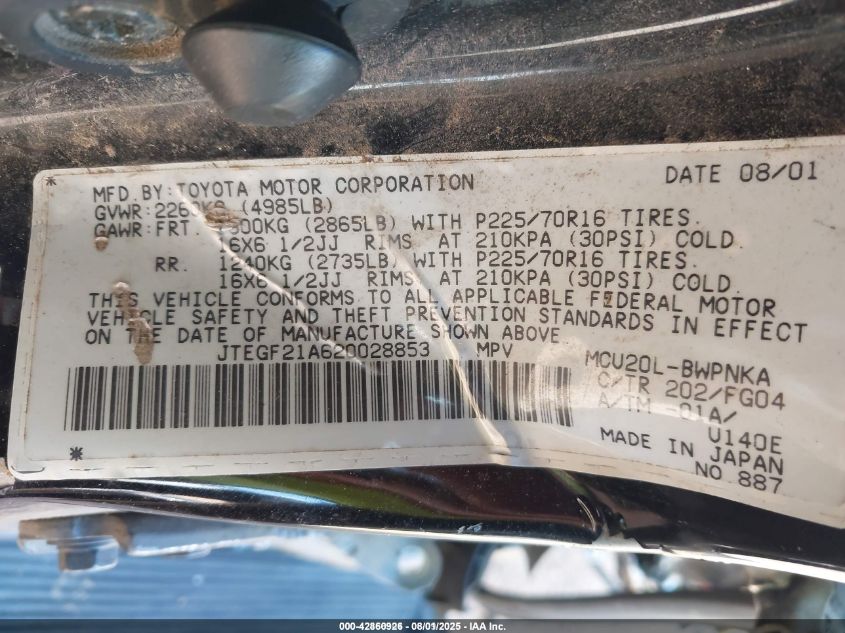 * DATE 08/01
MFD BY:TOYOTA MOTOR CORPORATION
GVWR: (4985LB)
GAWR:FRT (2865LB) WITH P225/70R16 TIRES.
16X6 1/2JJ RIMS AT 210KPA (30PSI) COLD.
RR. 1240KG (2735LB) WITH P225/70R16 TIRES.
16X6 1/2JJ RIMS AT 210KPA (30PSI) COLD.
THIS VEHICLE CONFORMS TO ALL APPLICABLE FEDERAL MOTOR
VEHICLE SAFETY AND THEFT PREVENTION STANDARDS IN EFFECT
ON THE DATE OF MANUFACTURE SHOWN ABOVE
JTEGF21A620028853 MPV MCU20L-BWPNKA
C/TR 202/FG04
A/TM -01A/
U140E
MADE IN JAPAN
* NO.887
000-42860926 - 06/01/2025 - IAA Inc.